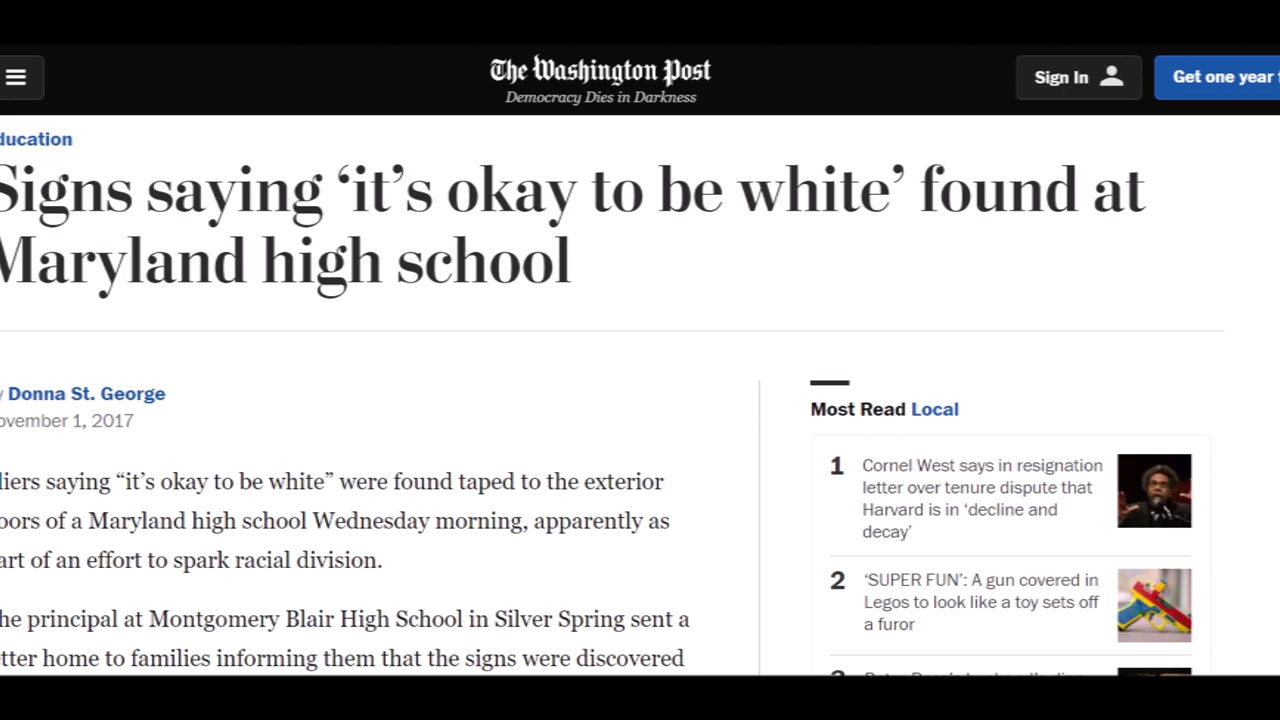 The Washington Post
Democracy Dies in Darkness
Sign In
Get one year
ducation
Signs saying ‘it’s okay to be white’ found at
Maryland high school
y Donna St. George
ovember 1, 2017
liers saying “it’s okay to be white” were found taped to the exterior
oors of a Maryland high school Wednesday morning, apparently as
art of an effort to spark racial division.
he principal at Montgomery Blair High School in Silver Spring sent a
etter home to families informing them that the signs were discovered
Most Read Local
1 Cornel West says in resignation
letter over tenure dispute that
Harvard is in ‘decline and
decay’
2 ‘SUPER FUN’: A gun covered in
Legos to look like a toy sets off
a furor